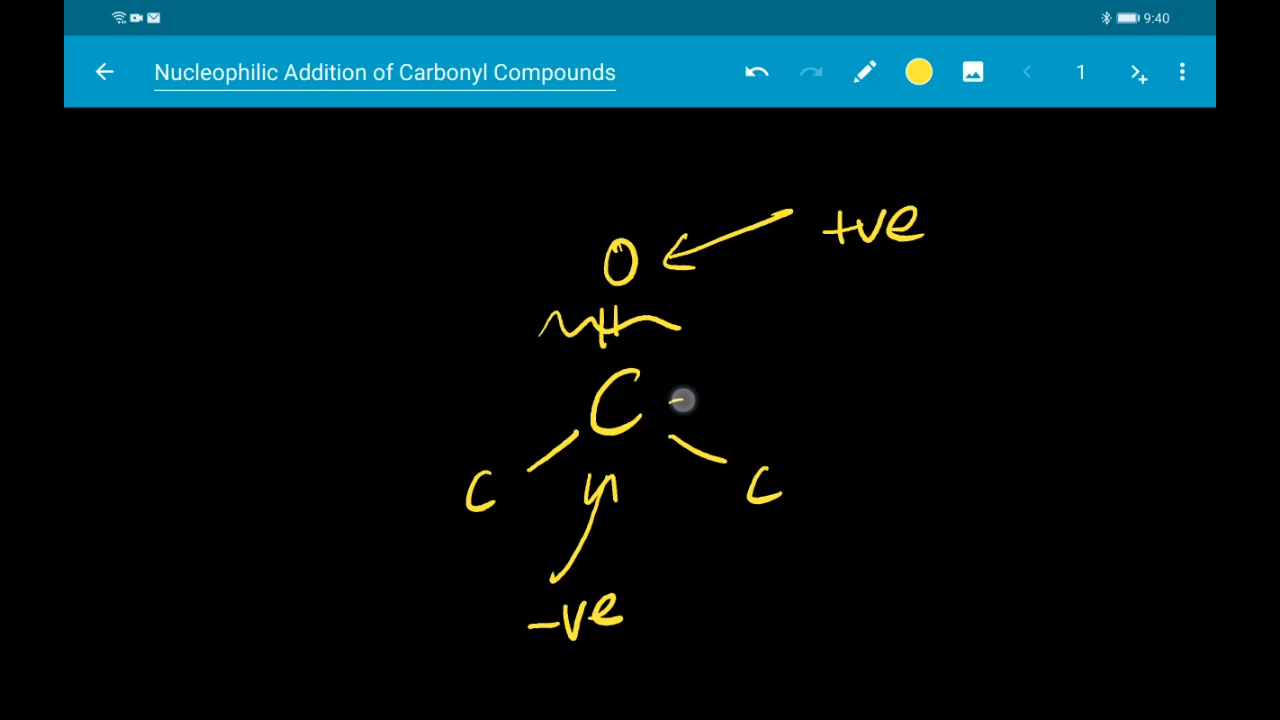 9:40
Nucleophilic Addition of Carbonyl Compounds
1
+ve
O
C
C C
-ve